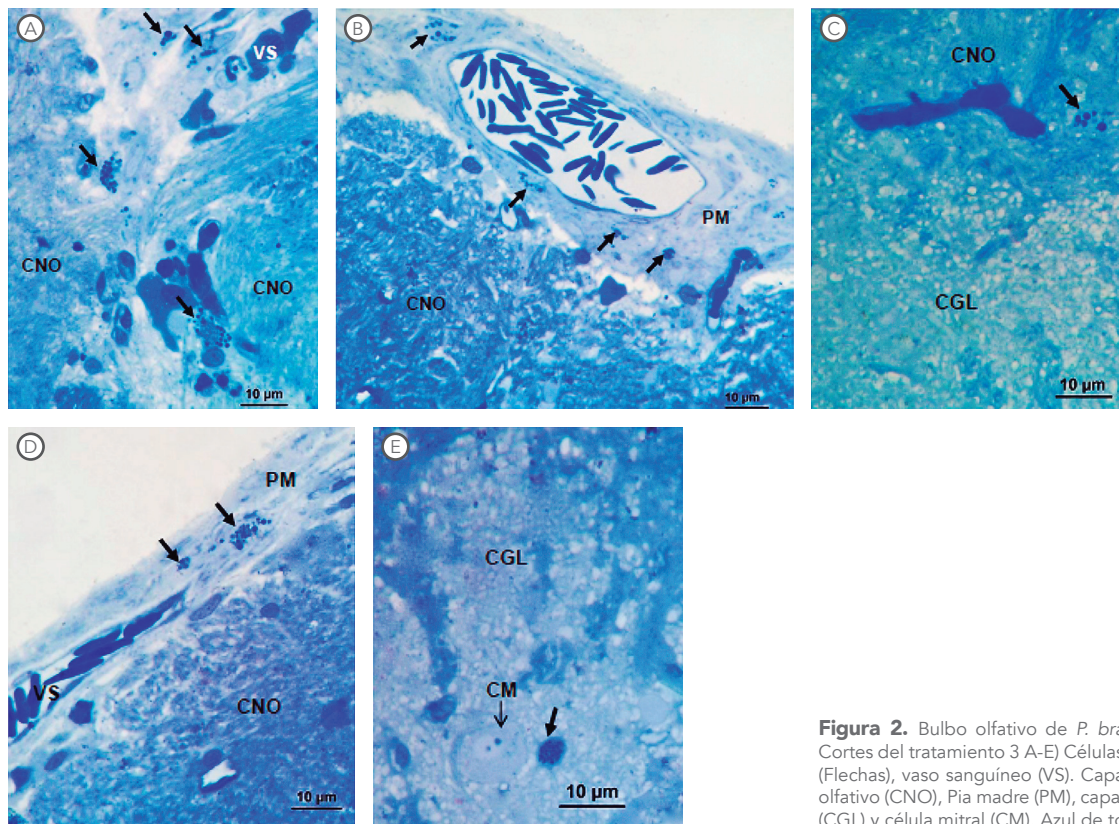 A
VS
CNO
CNO
10 µm
B
PM
CNO
10 µm
C
CNO
CGL
10 µm
D
PM
VS
CNO
10 µm
E
CGL
CM
10 µm
Figura 2. Bulbo olfativo de P. bra
Cortes del tratamiento 3 A-E) Células
(Flechas), vaso sanguíneo (VS). Capa
olfativo (CNO), Pia madre (PM), capa
(CGL) y célula mitral (CM). Azul de to